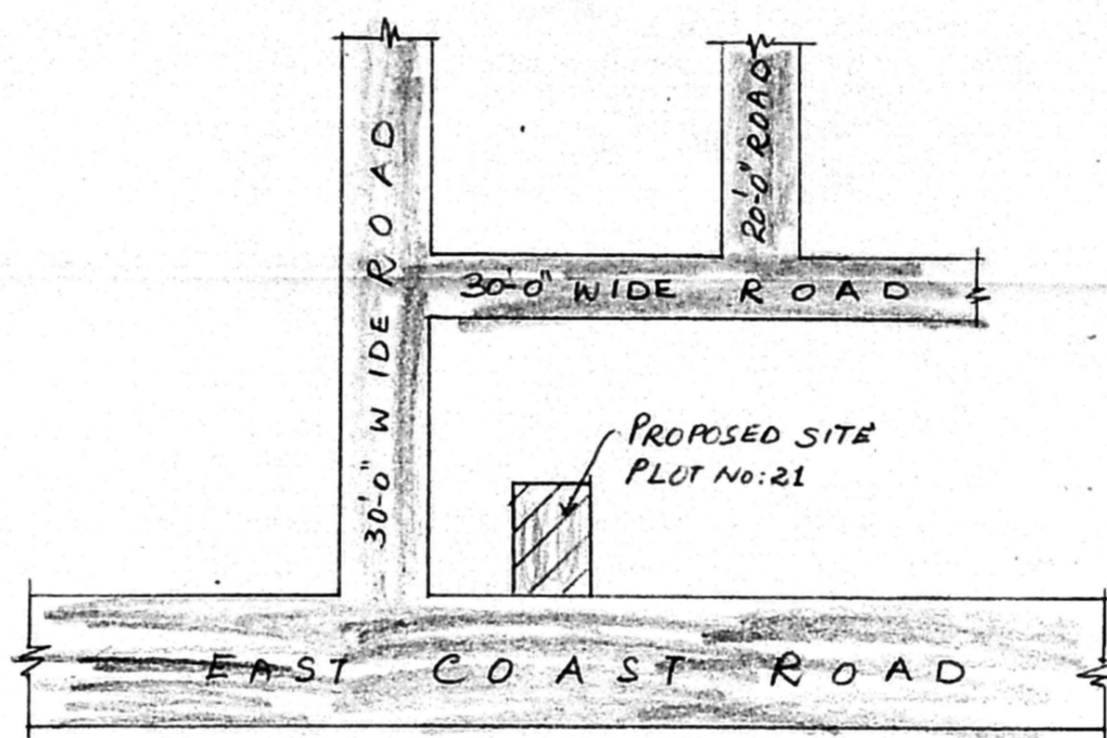 30'-0" WIDE ROAD
20'-0" ROAD
30'-0" WIDE ROAD
PROPOSED SITE
PLOT No:21
EAST COAST ROAD